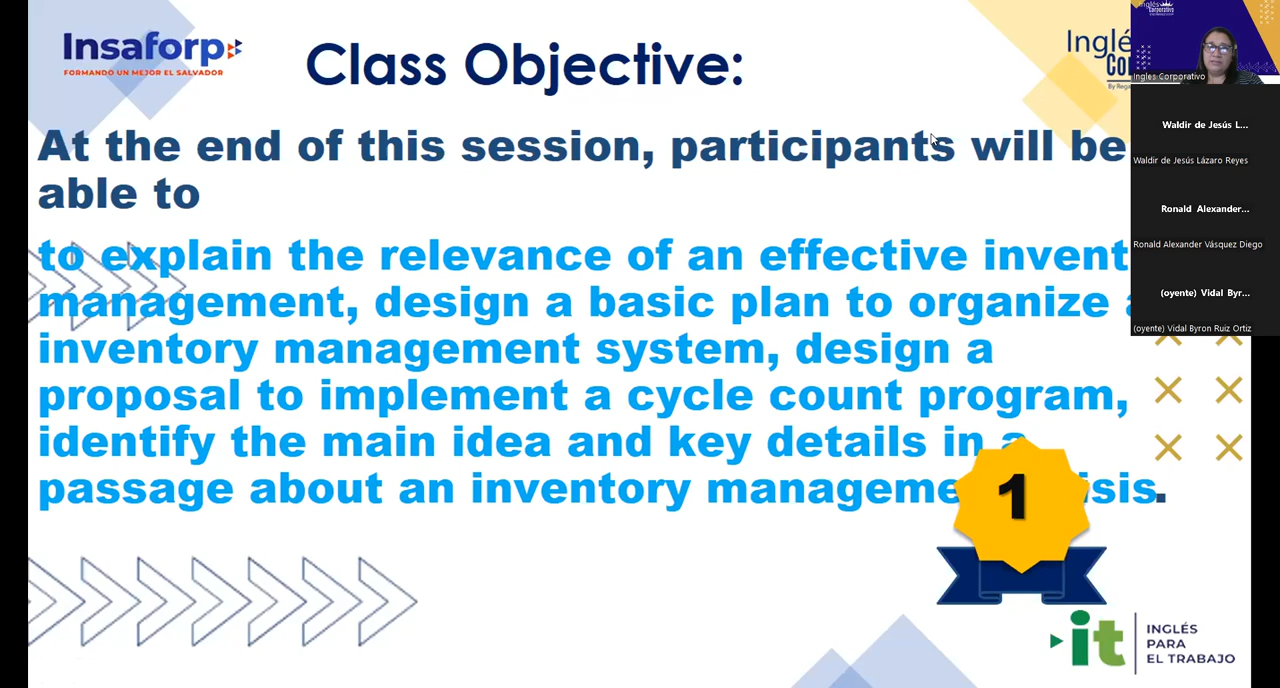 Insaforp
FORMANDO UN MEJOR EL SALVADOR
Class Objective:
At the end of this session, participants will be
able to
to explain the relevance of an effective
management, design a basic plan to organize
inventory management system, design a
proposal to implement a cycle count program,
identify the main idea and key details in a
passage about an inventory
1
it
INGLÉS
PARA
EL TRABAJO
Ingles Corporativo
Waldir de Jesús L...
Waldir de Jesús Lázaro Reyes
Ronald Alexander...
Ronald Alexander Vásquez Diego
(oyente) Vidal Byr...
(oyente) Vidal Byron Ruiz Ortiz